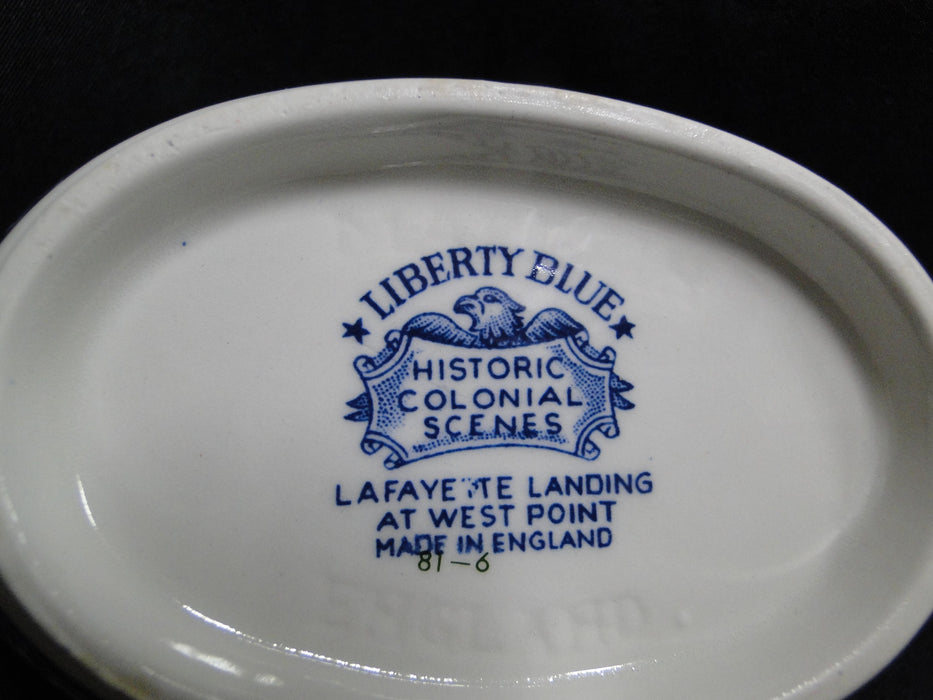 LIBERTY BLUE
HISTORIC
COLONIAL
SCENES
LAFAYETTE LANDING
AT WEST POINT
MADE IN ENGLAND
81-6